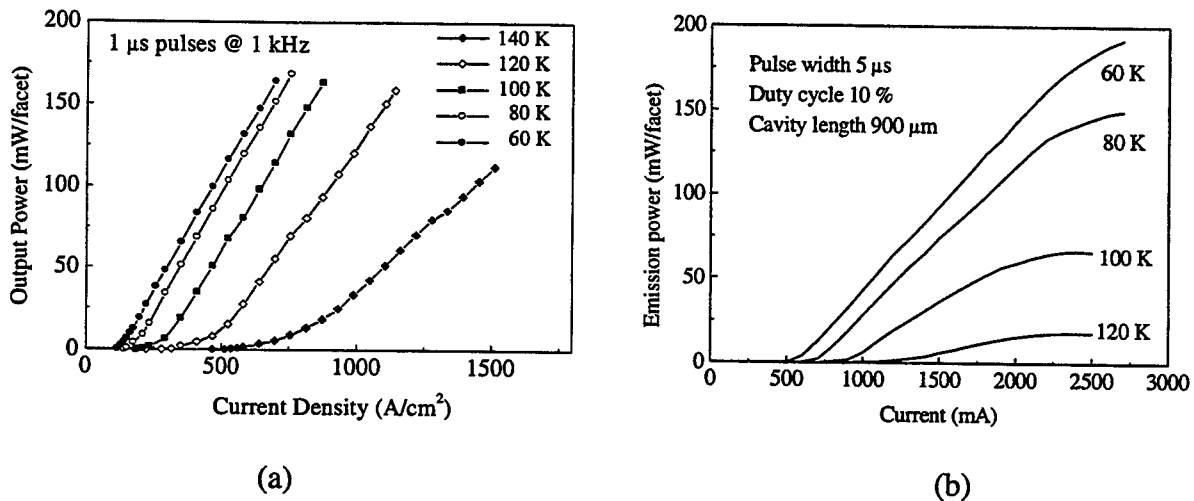 200
150
100
50
0
Output Power (mW/facet)
1 µs pulses @ 1 kHz
140 K
120 K
100 K
80 K
60 K
0
500
1000
1500
Current Density (A/cm²)
(a)
200
150
100
50
0
Emission power (mW/facet)
Pulse width 5 µs
Duty cycle 10 %
Cavity length 900 µm
60 K
80 K
100 K
120 K
0
500
1000
1500
2000
2500
3000
Current (mA)
(b)